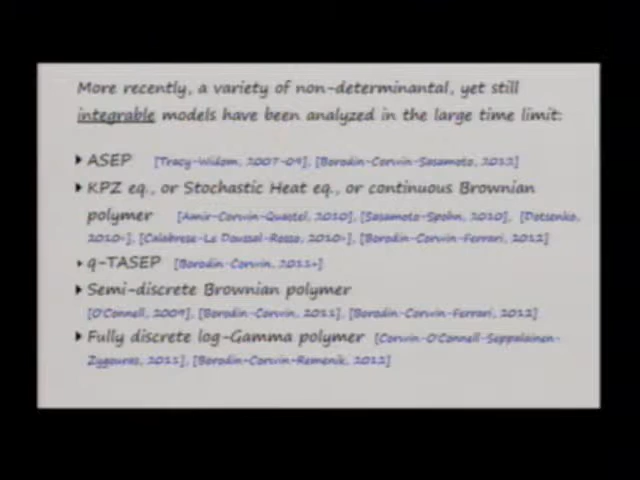 More recently, a variety of non-determinantal, yet still
integrable models have been analyzed in the large time limit:
ASEP [Tracy-Widom, 2007-09], [Borodin-Corwin-Sasamoto, 2012]
KPZ eq., or Stochastic Heat eq., or continuous Brownian
polymer [Amir-Corwin-Quastel, 2010], [Sasamoto-Spohn, 2010], [Dotsenko,
2010+], [Calabrese-Le Doussal-Rosso, 2010+], [Borodin-Corwin-Ferrari, 2012]
q-TASEP [Borodin-Corwin, 2011+]
Semi-discrete Brownian polymer
[O'Connell, 2009], [Borodin-Corwin, 2011], [Borodin-Corwin-Ferrari, 2012]
Fully discrete log-Gamma polymer [Corwin-O'Connell-Seppalainen-
Zygouras, 2011], [Borodin-Corwin-Remenik, 2012]